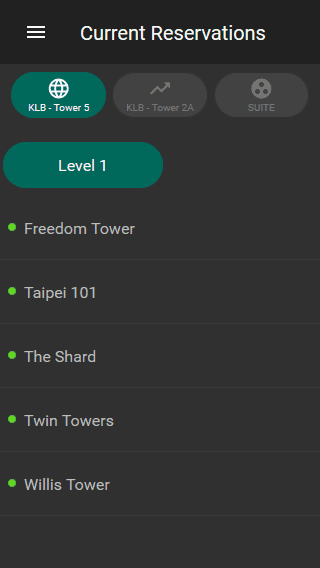 Current Reservations
KLB - Tower 5
KLB - Tower 2A
SUITE
Level 1
Freedom Tower
Taipei 101
The Shard
Twin Towers
Willis Tower